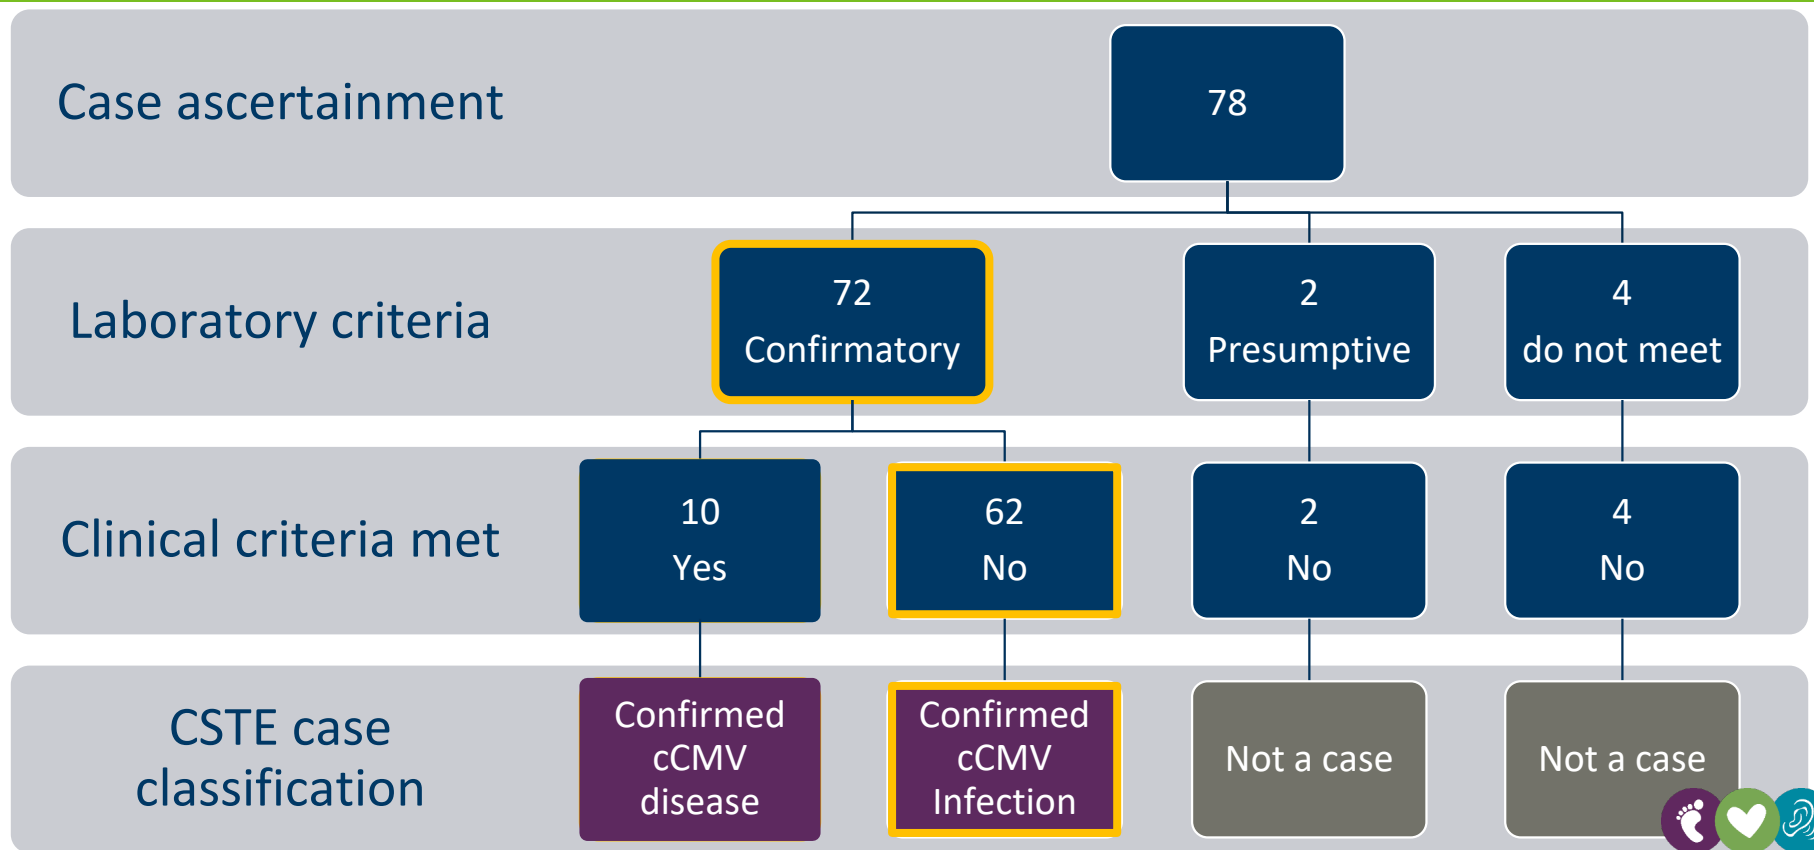 Case ascertainment
78
Laboratory criteria
72
Confirmatory
2
Presumptive
4
do not meet
Clinical criteria met
10
Yes
62
No
2
No
4
No
CSTE case
classification
Confirmed
cCMV
disease
Confirmed
cCMV
Infection
Not a case
Not a case